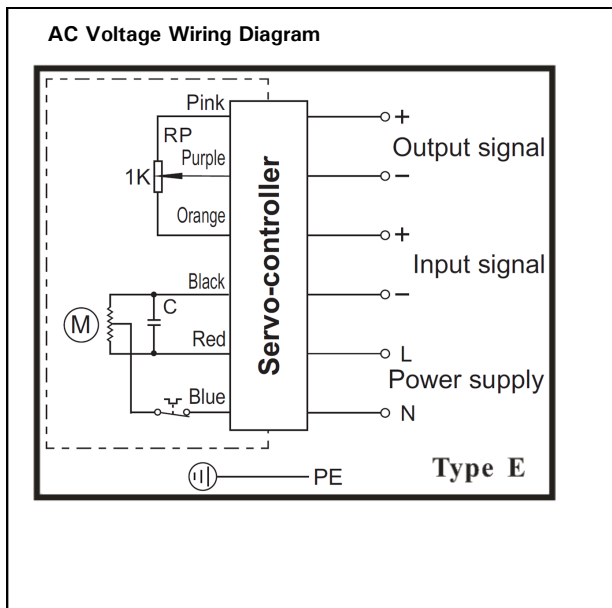 AC Voltage Wiring Diagram
Pink
RP
Purple
1K
Orange
Black
C
M
Red
Blue
Servo-controller
+
Output signal
−
+
Input signal
−
L
Power supply
N
PE
Type E